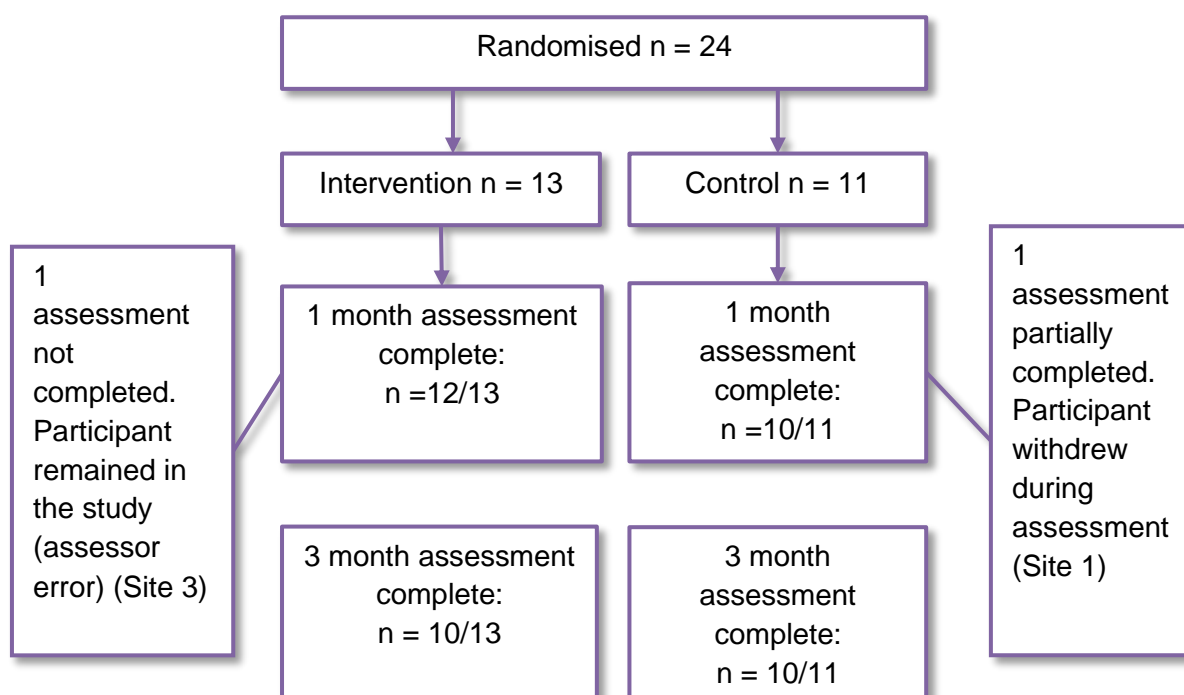 Randomised n = 24
Intervention n = 13
Control n = 11
1
assessment
not
completed.
Participant
remained in
the study
(assessor
error) (Site 3)
1 month assessment
complete:
n =12/13
1 month
assessment
complete:
n =10/11
1
assessment
partially
completed.
Participant
withdrew
during
assessment
(Site 1)
3 month assessment
complete:
n = 10/13
3 month
assessment
complete:
n = 10/11